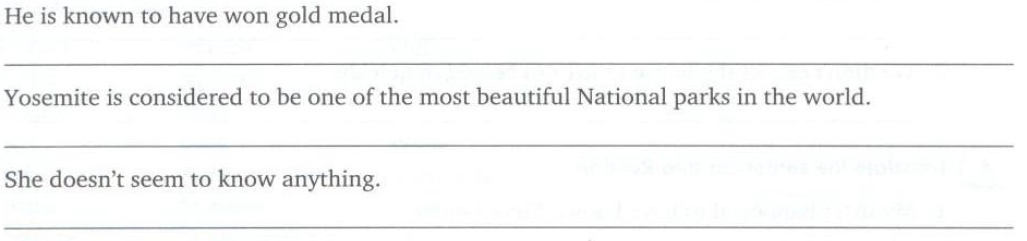 He is known to have won gold medal.
Yosemite is considered to be one of the most beautiful National parks in the world.
She doesn't seem to know anything.